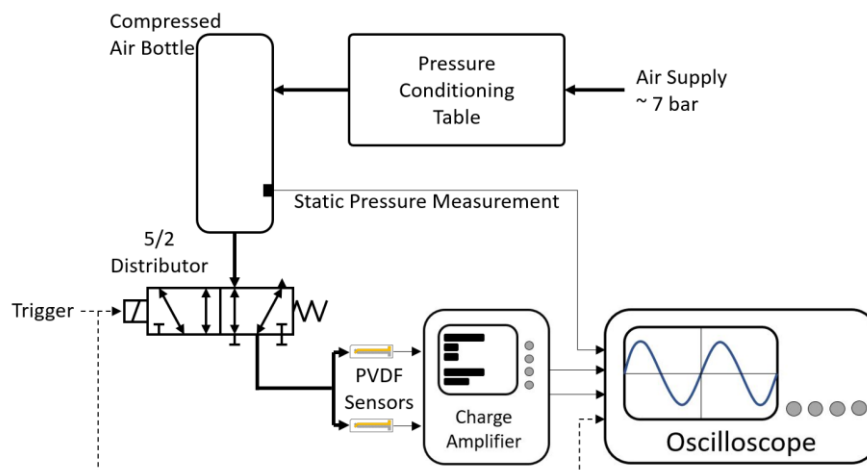 Compressed
Air Bottle
Pressure
Conditioning
Table
Air Supply
~ 7 bar
Static Pressure Measurement
5/2
Distributor
Trigger
PVDF
Sensors
Charge
Amplifier
Oscilloscope